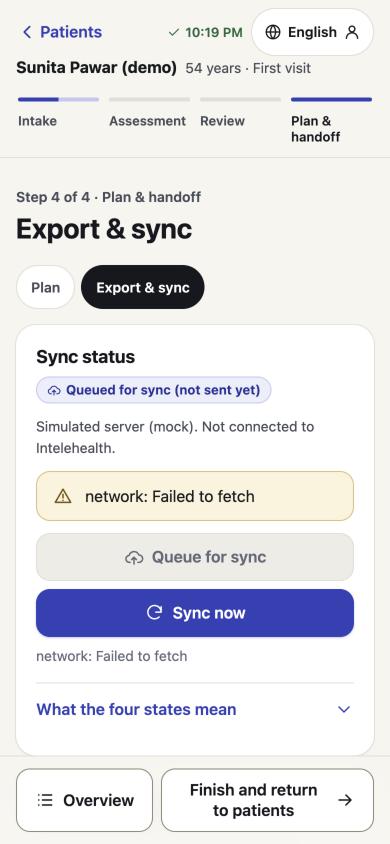 Patients
10:19 PM
English
Sunita Pawar (demo) 54 years · First visit
Intake
Assessment
Review
Plan &
handoff
Step 4 of 4 · Plan & handoff
Export & sync
Plan
Export & sync
Sync status
Queued for sync (not sent yet)
Simulated server (mock). Not connected to
Intelehealth.
network: Failed to fetch
Queue for sync
Sync now
network: Failed to fetch
What the four states mean
Overview
Finish and return
to patients